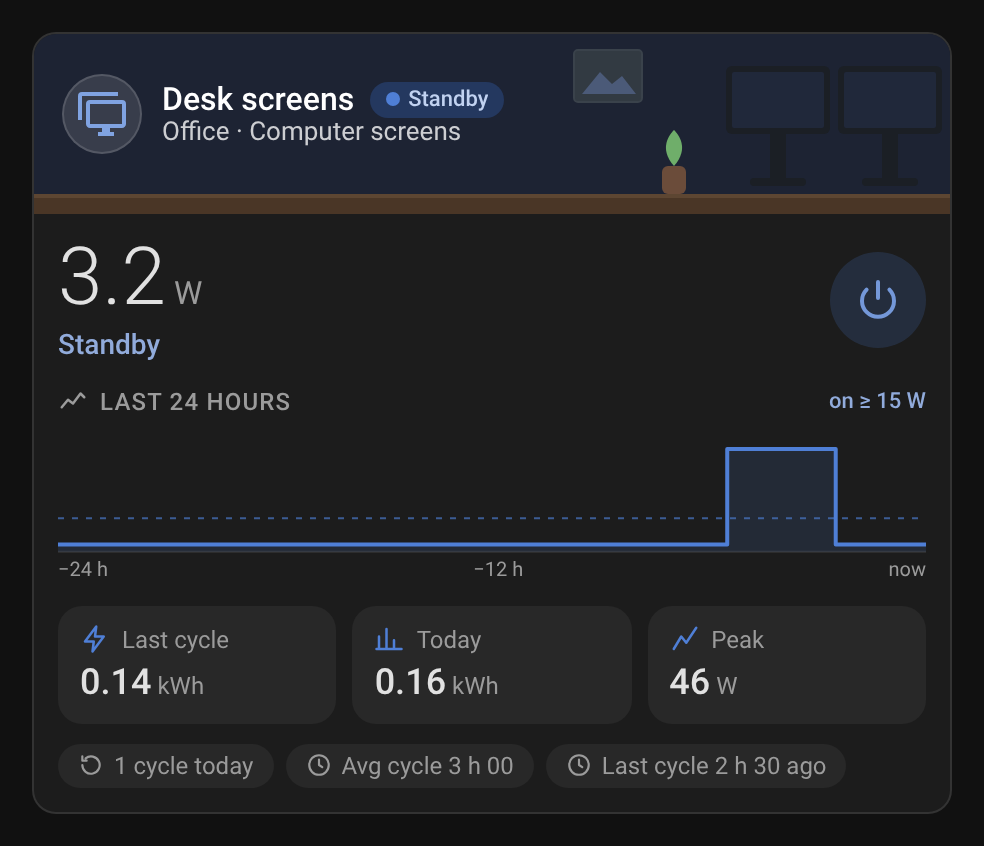 Desk screens
Standby
Office · Computer screens
3.2 W
Standby
LAST 24 HOURS
on ≥ 15 W
−24 h
−12 h
now
Last cycle
0.14 kWh
Today
0.16 kWh
Peak
46 W
1 cycle today
Avg cycle 3 h 00
Last cycle 2 h 30 ago